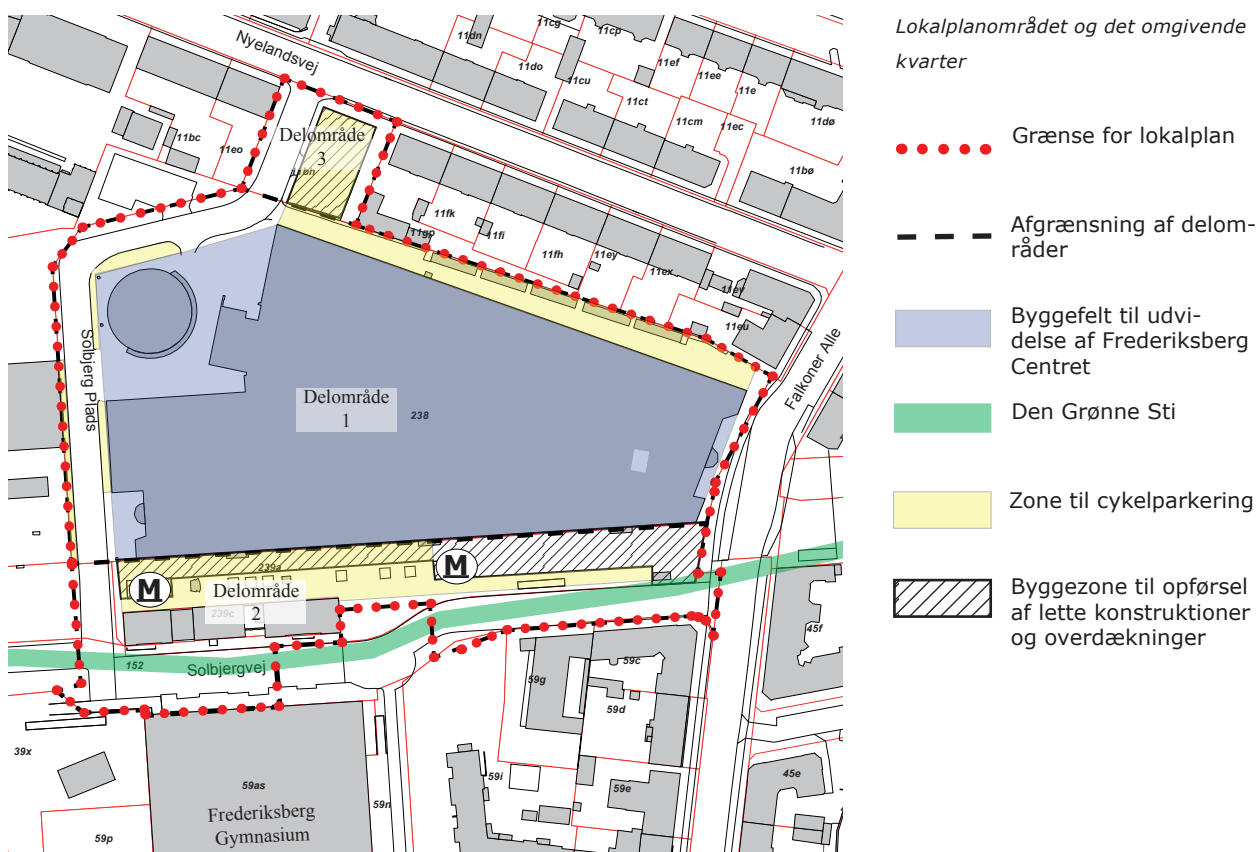 Lokalplanområdet og det omgivende
kvarter
Grænse for lokalplan
Afgrænsning af delom-
råder
Byggefelt til udvi-
delse af Frederiksberg
Centret
Den Grønne Sti
Zone til cykelparkering
Byggezone til opførsel
af lette konstruktioner
og overdækninger
Nyelandsvej
11dn
11cg
11cp
11do
11cu
11ef
11ee
11e
11ct
11cm
11ec
11dø
11bø
11bc
11eo
Delområde
3
11øn
11fk
11gp
11fi
11fh
11ey
11ex
11ev
11eu
Falkoner Alle
Solbjerg Plads
Delområde
1
238
M
M
239a
Delområde
2
239c
152
Solbjergvej
45f
59c
59g
59d
39x
59as
59n
59i
59e
45e
59p
Frederiksberg
Gymnasium